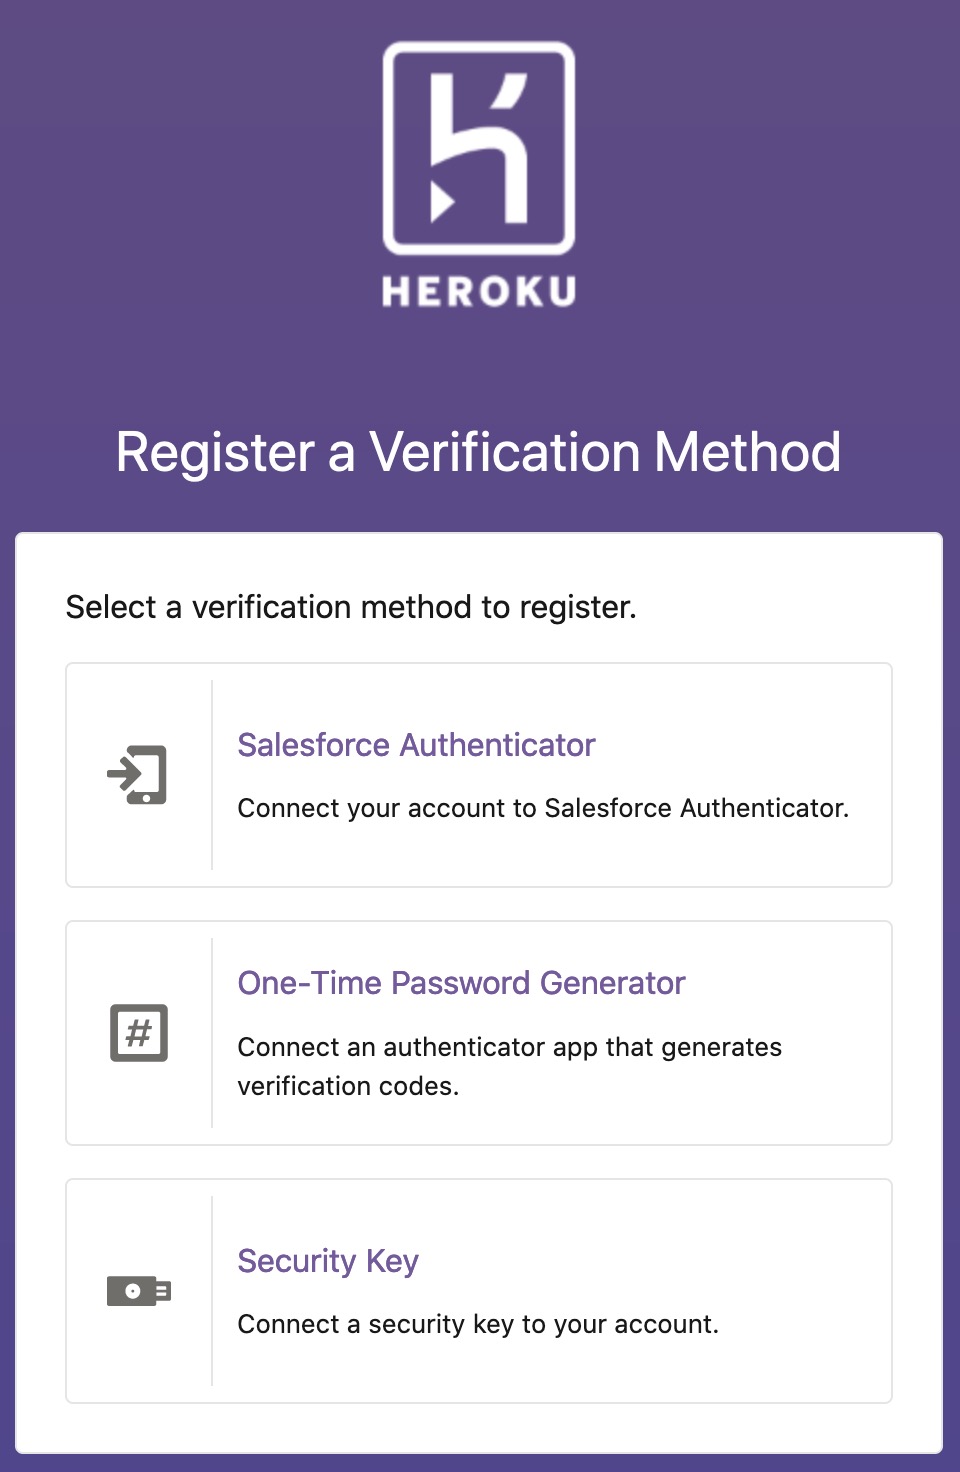 HEROKU
Register a Verification Method
Select a verification method to register.
Salesforce Authenticator
Connect your account to Salesforce Authenticator.
#
One-Time Password Generator
Connect an authenticator app that generates
verification codes.
Security Key
Connect a security key to your account.